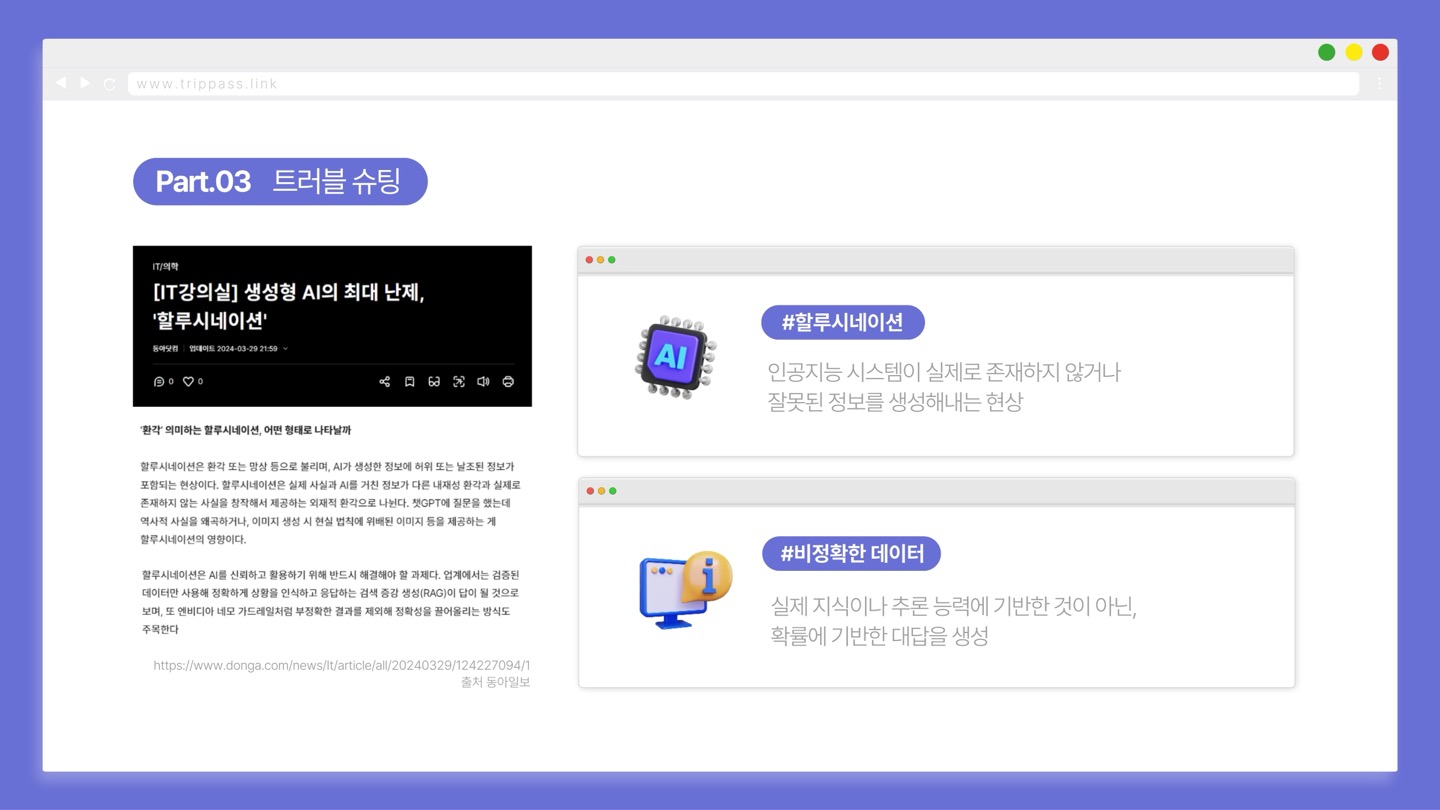 www.trippass.link
Part.03 트러블 슈팅
IT/의학
[IT강의실] 생성형 AI의 최대 난제,
'할루시네이션'
동아닷컴 업데이트 2024-03-29 21:59
0 0
'환각' 의미하는 할루시네이션, 어떤 형태로 나타날까
할루시네이션은 환각 또는 망상 등으로 불리며, AI가 생성한 정보에 허위 또는 날조된 정보가
포함되는 현상이다. 할루시네이션은 실제 사실과 AI를 거친 정보가 다른 내재성 환각과 실제로
존재하지 않는 사실을 창작해서 제공하는 외재적 환각으로 나뉜다. 챗GPT에 질문을 했는데
역사적 사실을 왜곡하거나, 이미지 생성 시 현실 법칙에 위배된 이미지 등을 제공하는 게
할루시네이션의 영향이다.
할루시네이션은 AI를 신뢰하고 활용하기 위해 반드시 해결해야 할 과제다. 업계에서는 검증된
데이터만 사용해 정확하게 상황을 인식하고 응답하는 검색 증강 생성(RAG)이 답이 될 것으로
보며, 또 엔비디아 네모 가드레일처럼 부정확한 결과를 제외해 정확성을 끌어올리는 방식도
주목한다
https://www.donga.com/news/It/article/all/20240329/124227094/1
출처 동아일보
AI
#할루시네이션
인공지능 시스템이 실제로 존재하지 않거나
잘못된 정보를 생성해내는 현상
i
#비정확한 데이터
실제 지식이나 추론 능력에 기반한 것이 아닌,
확률에 기반한 대답을 생성